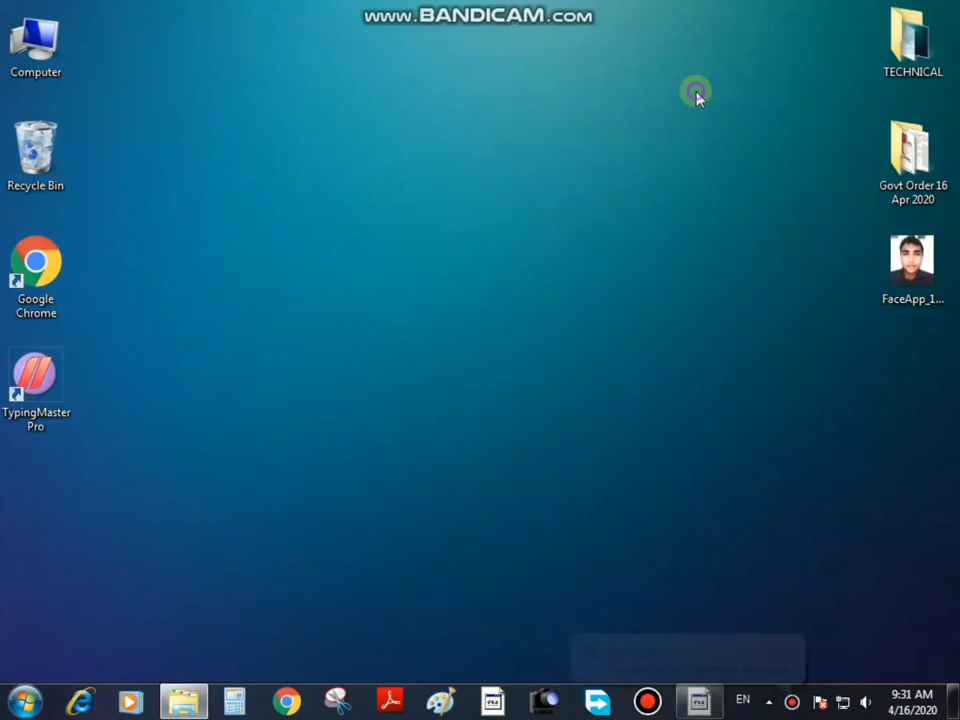 www.BANDICAM.com
Computer
TECHNICAL
Recycle Bin
Govt Order 16
Apr 2020
Google
Chrome
FaceApp_1...
TypingMaster
Pro
EN
9:31 AM
4/16/2020